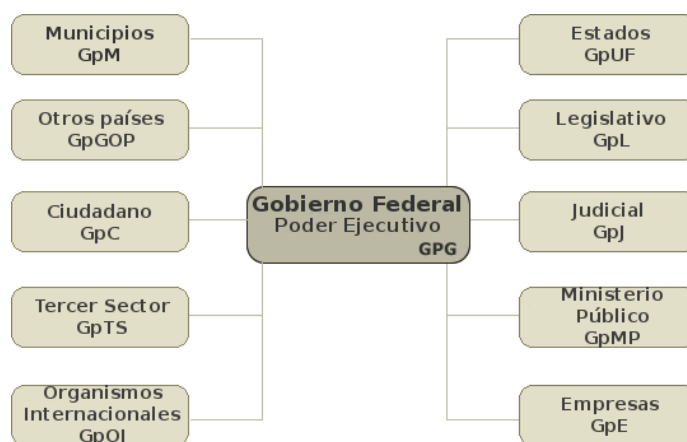 Municipios
GpM
Otros países
GpGOP
Ciudadano
GpC
Tercer Sector
GpTS
Organismos
Internacionales
GpOI
Gobierno Federal
Poder Ejecutivo
GPG
Estados
GpUF
Legislativo
GpL
Judicial
GpJ
Ministerio
Público
GpMP
Empresas
GpE